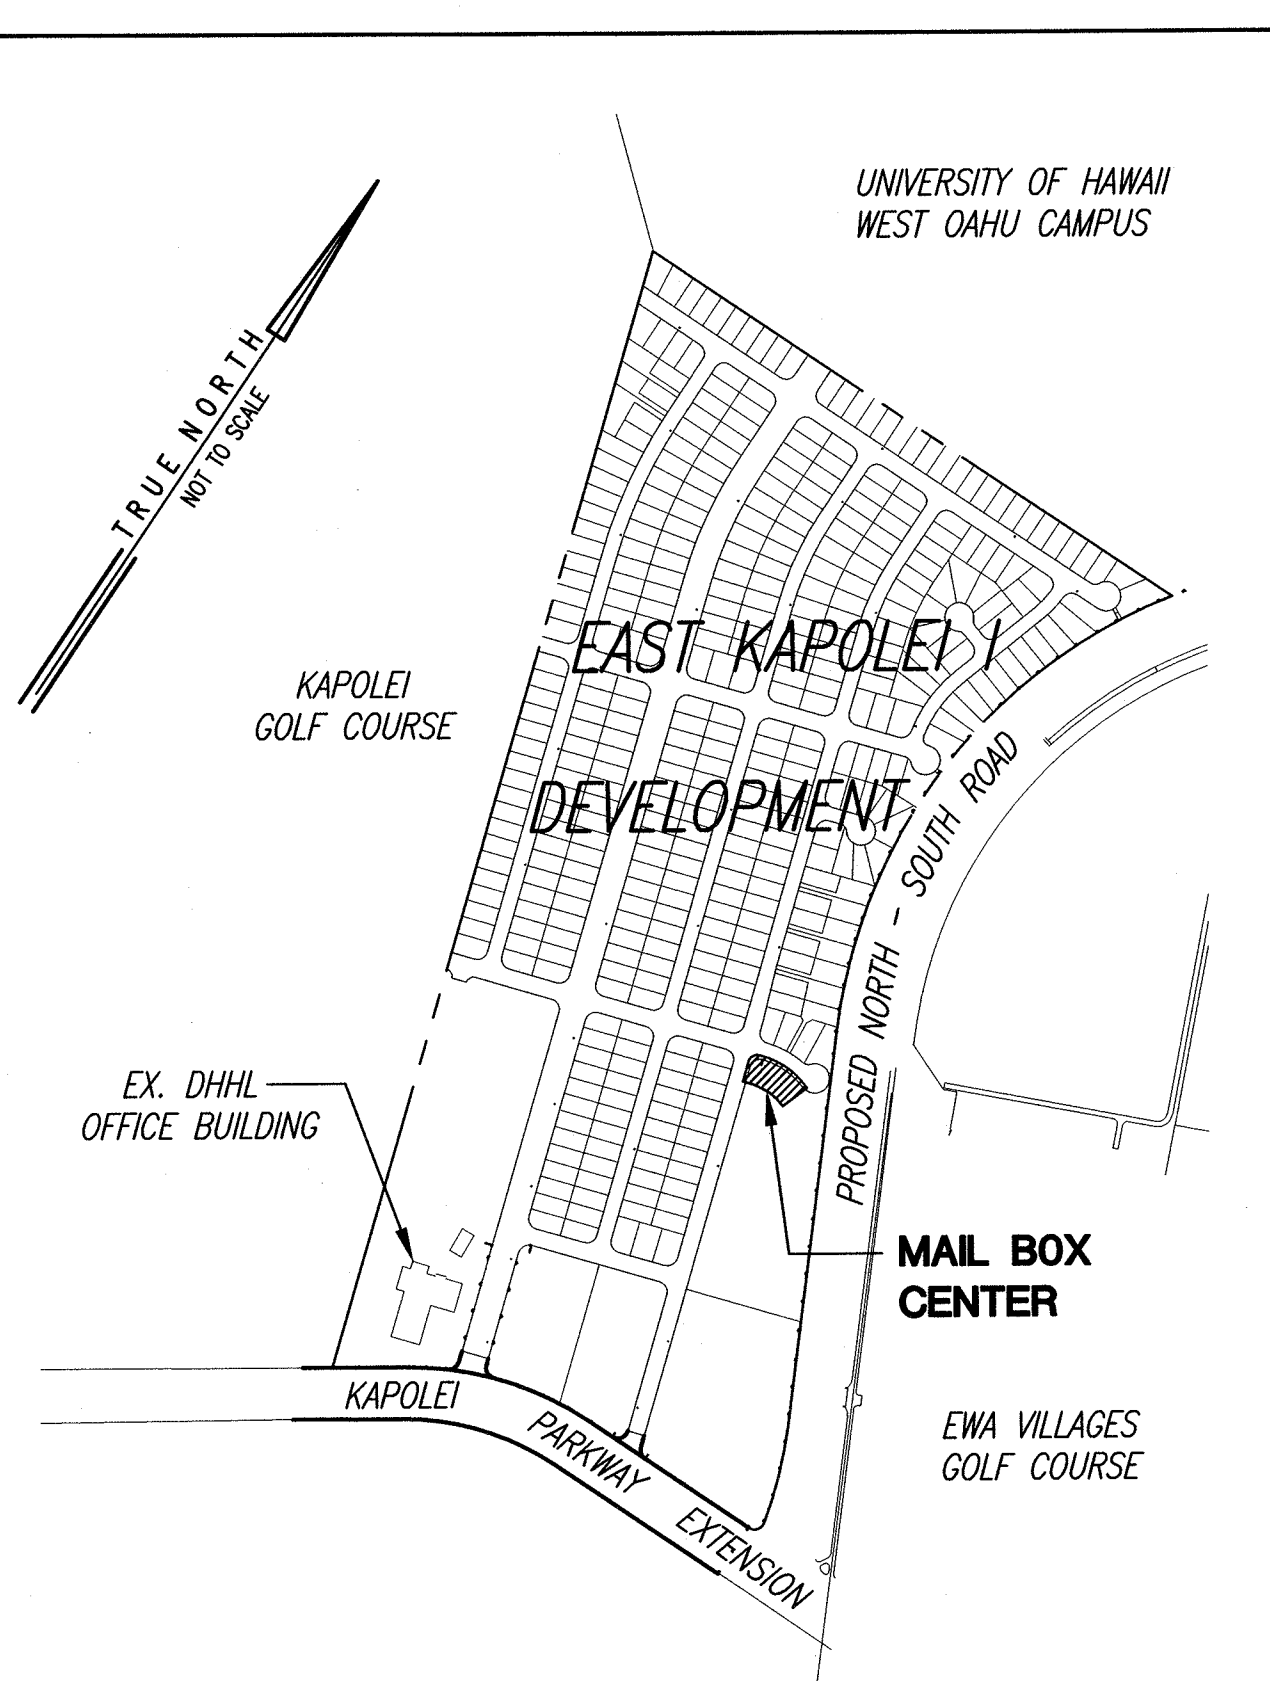 UNIVERSITY OF HAWAII
WEST OAHU CAMPUS
TRUE NORTH
NOT TO SCALE
EAST KAPOLEI I
DEVELOPMENT
KAPOLEI
GOLF COURSE
PROPOSED NORTH - SOUTH ROAD
EX. DHHL
OFFICE BUILDING
MAIL BOX
CENTER
KAPOLEI PARKWAY EXTENSION
EWA VILLAGES
GOLF COURSE